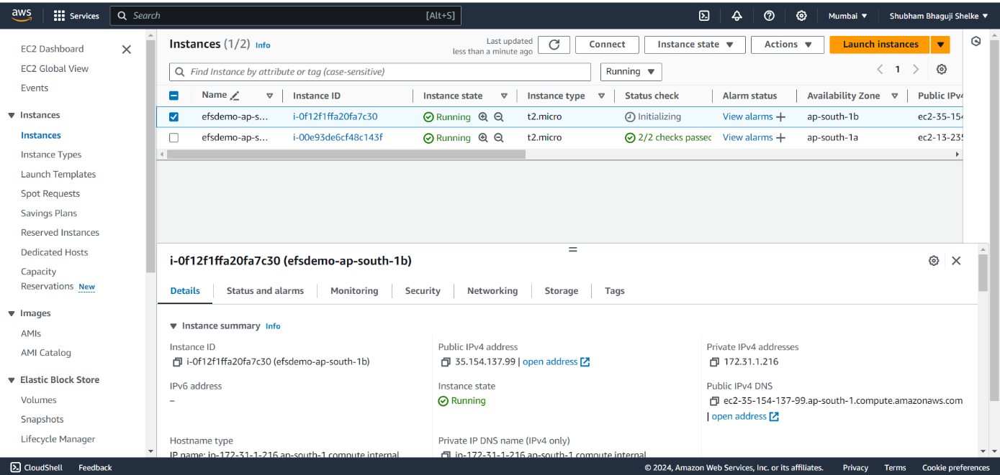 aws
Services
Search
[Alt+S]
Mumbai
Shubham Bhaguji Shelke
EC2 Dashboard
EC2 Global View
Events
Instances
Instances
Instance Types
Launch Templates
Spot Requests
Savings Plans
Reserved Instances
Dedicated Hosts
Capacity
Reservations New
Images
AMIs
AMI Catalog
Elastic Block Store
Volumes
Snapshots
Lifecycle Manager
Instances (1/2) Info
Last updated
less than a minute ago
Connect
Instance state
Actions
Launch instances
Find Instance by attribute or tag (case-sensitive)
Running
1
Name Instance ID Instance state Instance type Status check Alarm status Availability Zone Public IPv4
efsdemo-ap-s... i-0f12f1ffa20fa7c30 Running t2.micro Initializing View alarms ap-south-1b ec2-35-154
efsdemo-ap-s... i-00e93de6cf48c143f Running t2.micro 2/2 checks passed View alarms ap-south-1a ec2-13-235
i-0f12f1ffa20fa7c30 (efsdemo-ap-south-1b)
Details Status and alarms Monitoring Security Networking Storage Tags
Instance summary Info
Instance ID
i-0f12f1ffa20fa7c30 (efsdemo-ap-south-1b)
Public IPv4 address
35.154.137.99 | open address
Private IPv4 addresses
172.31.1.216
IPv6 address
–
Instance state
Running
Public IPv4 DNS
ec2-35-154-137-99.ap-south-1.compute.amazonaws.com
| open address
Hostname type
IP name: ip-172-31-1-216.ap-south-1.compute.internal
Private IP DNS name (IPv4 only)
ip-172-31-1-216.ap-south-1.compute.internal
CloudShell Feedback
© 2024, Amazon Web Services, Inc. or its affiliates. Privacy Terms Cookie preferences